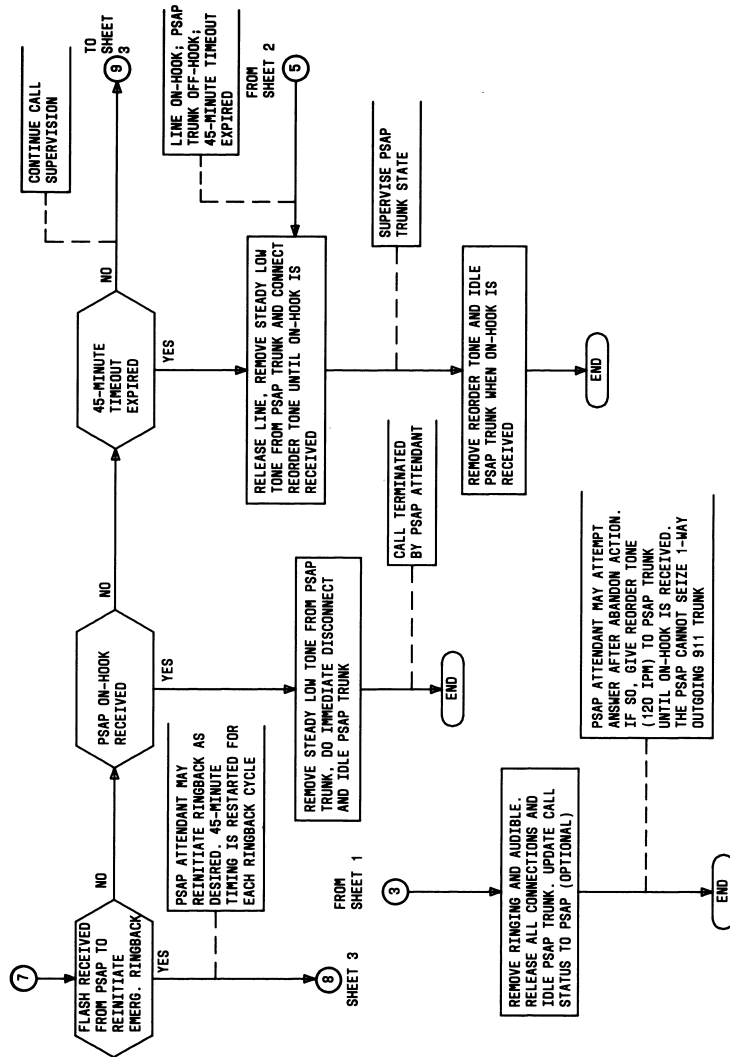 7
FLASH RECEIVED
FROM PSAP TO
REINITIATE
EMERG. RINGBACK
NO
YES
PSAP ATTENDANT MAY
REINITIATE RINGBACK AS
DESIRED. 45-MINUTE
TIMING IS RESTARTED FOR
EACH RINGBACK CYCLE
8
SHEET 3
PSAP ON-HOOK
RECEIVED
NO
YES
REMOVE STEADY LOW TONE FROM PSAP
TRUNK, DO IMMEDIATE DISCONNECT
AND IDLE PSAP TRUNK
CALL TERMINATED
BY PSAP ATTENDANT
END
45-MINUTE
TIMEOUT
EXPIRED
NO
YES
CONTINUE CALL
SUPERVISION
TO
SHEET
3
9
LINE ON-HOOK; PSAP
TRUNK OFF-HOOK;
45-MINUTE TIMEOUT
EXPIRED
FROM
SHEET 2
5
RELEASE LINE, REMOVE STEADY LOW
TONE FROM PSAP TRUNK AND CONNECT
REORDER TONE UNTIL ON-HOOK IS
RECEIVED
SUPERVISE PSAP
TRUNK STATE
REMOVE REORDER TONE AND IDLE
PSAP TRUNK WHEN ON-HOOK IS
RECEIVED
END
FROM
SHEET 1
3
REMOVE RINGING AND AUDIBLE.
RELEASE ALL CONNECTIONS AND
IDLE PSAP TRUNK. UPDATE CALL
STATUS TO PSAP (OPTIONAL)
PSAP ATTENDANT MAY ATTEMPT
ANSWER AFTER ABANDON ACTION.
IF SO, GIVE REORDER TONE
(120 IPM) TO PSAP TRUNK
UNTIL ON-HOOK IS RECEIVED.
THE PSAP CANNOT SEIZE 1-WAY
OUTGOING 911 TRUNK
END